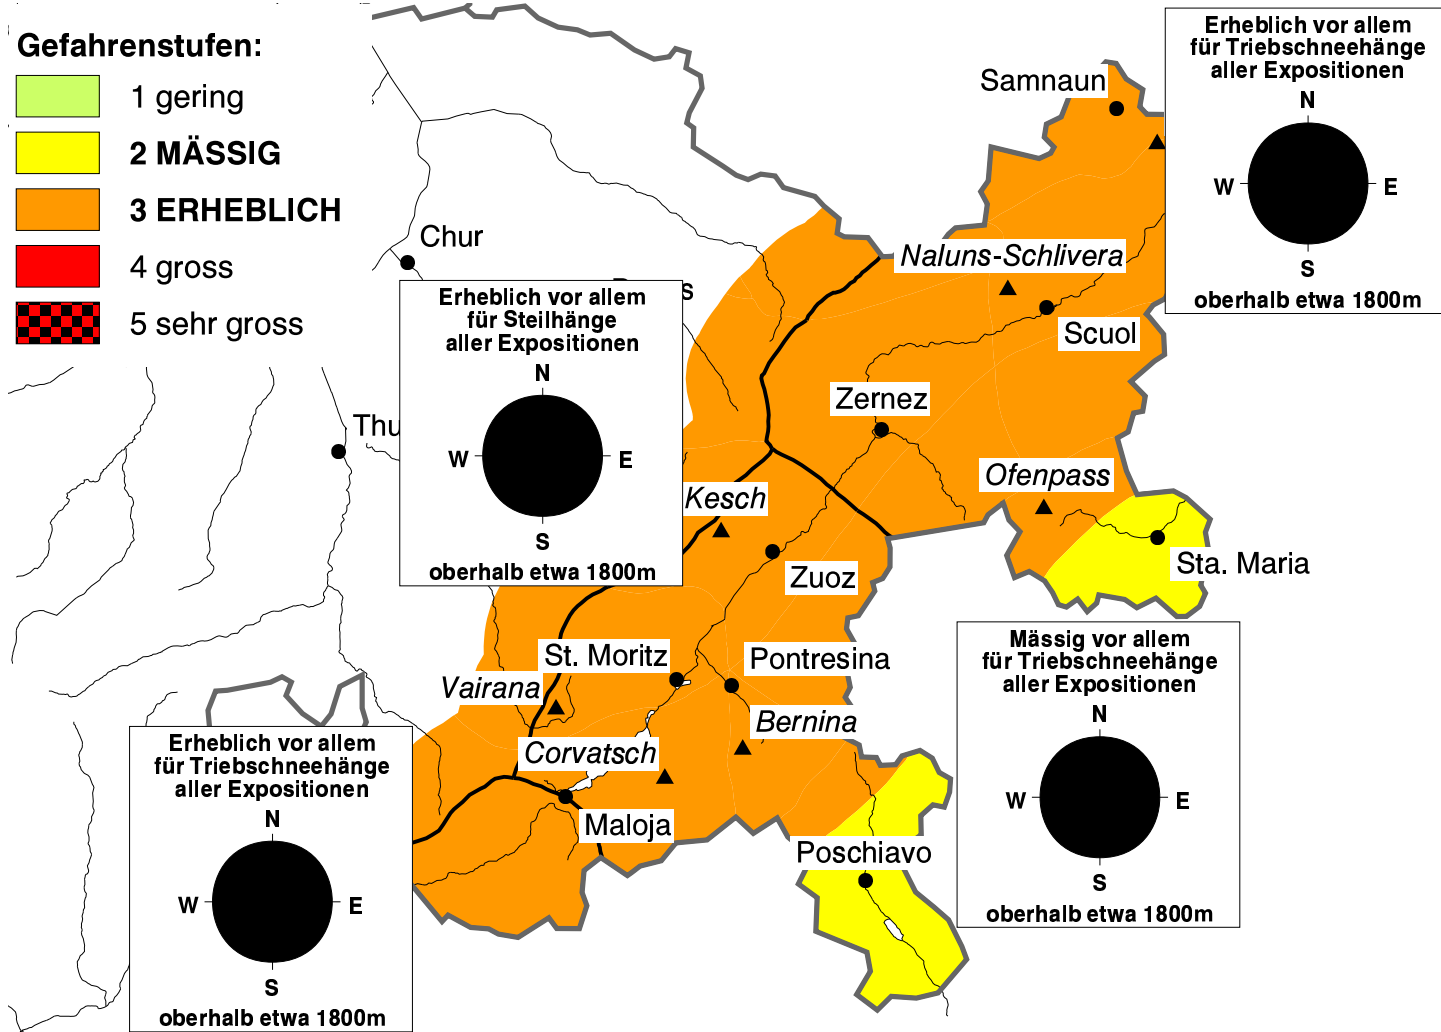 Gefahrenstufen:
1 gering
2 MÄSSIG
3 ERHEBLICH
4 gross
5 sehr gross
Erheblich vor allem
für Triebschneehänge
aller Expositionen
N
W
E
S
oberhalb etwa 1800m
Samnaun
Chur
Naluns-Schlivera
Scuol
Erheblich vor allem
für Steilhänge
aller Expositionen
N
W
E
S
oberhalb etwa 1800m
Zernez
Thu
Ofenpass
Kesch
Zuoz
Sta. Maria
St. Moritz
Pontresina
Vairana
Bernina
Corvatsch
Maloja
Poschiavo
Mässig vor allem
für Triebschneehänge
aller Expositionen
N
W
E
S
oberhalb etwa 1800m
Erheblich vor allem
für Triebschneehänge
aller Expositionen
N
W
E
S
oberhalb etwa 1800m